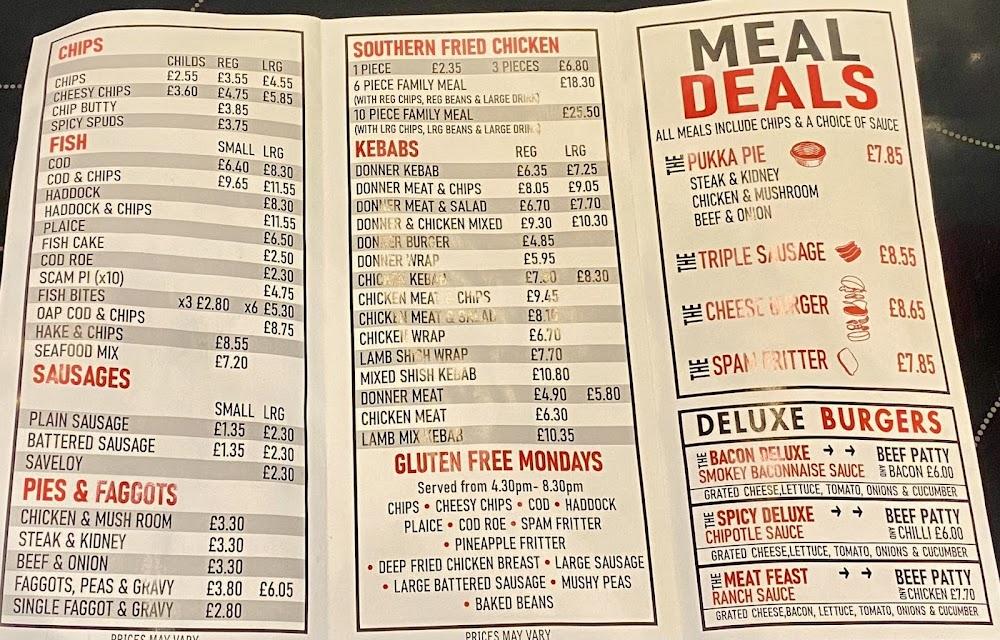 CHIPS
CHILDS REG LRG
CHIPS £2.55 £3.55 £4.55
CHEESY CHIPS £3.60 £4.75 £5.85
CHIP BUTTY £3.85
SPICY SPUDS £3.75
FISH SMALL LRG
COD £6.40 £8.30
COD & CHIPS £9.65 £11.55
HADDOCK £8.30
HADDOCK & CHIPS £11.55
PLAICE £6.50
FISH CAKE £2.50
COD ROE £2.30
SCAM PI (x10) £4.75
FISH BITES x3 £2.80 x6 £5.30
OAP COD & CHIPS £8.75
HAKE & CHIPS £8.55
SEAFOOD MIX £7.20
SAUSAGES
SMALL LRG
PLAIN SAUSAGE £1.35 £2.30
BATTERED SAUSAGE £1.35 £2.30
SAVELOY £2.30
PIES & FAGGOTS
CHICKEN & MUSH ROOM £3.30
STEAK & KIDNEY £3.30
BEEF & ONION £3.30
FAGGOTS, PEAS & GRAVY £3.80 £6.05
SINGLE FAGGOT & GRAVY £2.80
PRICES MAY VARY
SOUTHERN FRIED CHICKEN
1 PIECE £2.35 3 PIECES £6.80
6 PIECE FAMILY MEAL £18.30
(WITH REG CHIPS, REG BEANS & LARGE DRINK)
10 PIECE FAMILY MEAL £25.50
(WITH LRG CHIPS, LRG BEANS & LARGE DRINK)
KEBABS REG LRG
DONNER KEBAB £6.35 £7.25
DONNER MEAT & CHIPS £8.05 £9.05
DONNER MEAT & SALAD £6.70 £7.70
DONNER & CHICKEN MIXED £9.30 £10.30
DONNER BURGER £4.85
DONNER WRAP £5.95
CHICKEN KEBAB £8.30
CHICKEN MEAT & CHIPS £9.45
CHICKEN MEAT & SALAD
CHICKEN WRAP £6.70
LAMB SHISH WRAP £7.70
MIXED SHISH KEBAB £10.80
DONNER MEAT £4.90 £5.80
CHICKEN MEAT £6.30
LAMB MIX KEBAB £10.35
GLUTEN FREE MONDAYS
Served from 4.30pm- 8.30pm
CHIPS • CHEESY CHIPS • COD • HADDOCK
PLAICE • COD ROE • SPAM FRITTER
• PINEAPPLE FRITTER
• DEEP FRIED CHICKEN BREAST • LARGE SAUSAGE
• LARGE BATTERED SAUSAGE • MUSHY PEAS
• BAKED BEANS
PRICES MAY VARY
MEAL
DEALS
ALL MEALS INCLUDE CHIPS & A CHOICE OF SAUCE
THE PUKKA PIE £7.85
STEAK & KIDNEY
CHICKEN & MUSHROOM
BEEF & ONION
THE TRIPLE SAUSAGE £8.55
THE CHEESE BURGER £8.65
THE SPAM FRITTER £7.85
DELUXE BURGERS
THE BACON DELUXE → → BEEF PATTY
SMOKEY BACONNAISE SAUCE AND BACON £6.00
GRATED CHEESE,LETTUCE, TOMATO, ONIONS & CUCUMBER
THE SPICY DELUXE → → BEEF PATTY
CHIPOTLE SAUCE AND CHILLI £6.00
GRATED CHEESE,LETTUCE, TOMATO, ONIONS & CUCUMBER
THE MEAT FEAST → → BEEF PATTY
RANCH SAUCE AND CHICKEN £7.70
GRATED CHEESE,BACON, LETTUCE, TOMATO, ONIONS & CUCUMBER